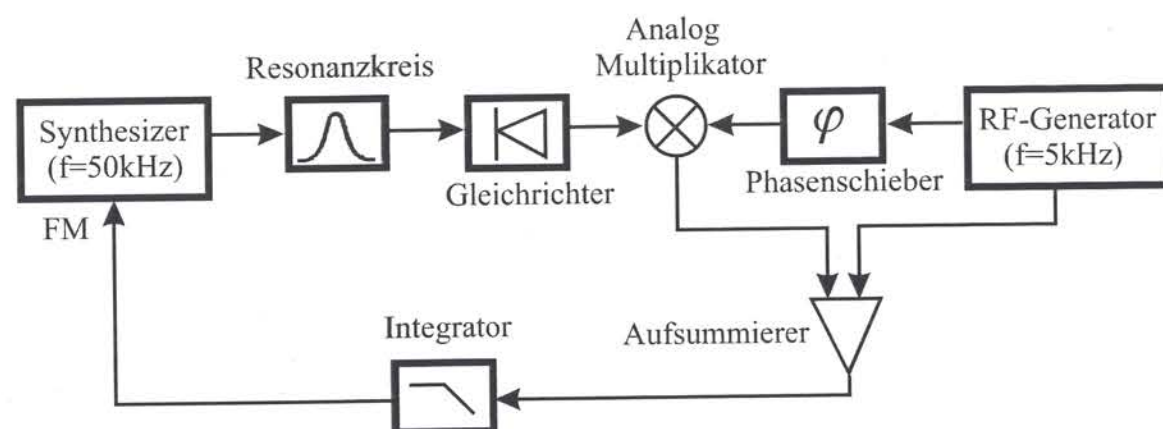 Analog
Multiplikator
Resonanzkreis
Synthesizer
(f=50kHz)
φ
RF-Generator
(f=5kHz)
Gleichrichter
Phasenschieber
FM
Integrator
Aufsummierer